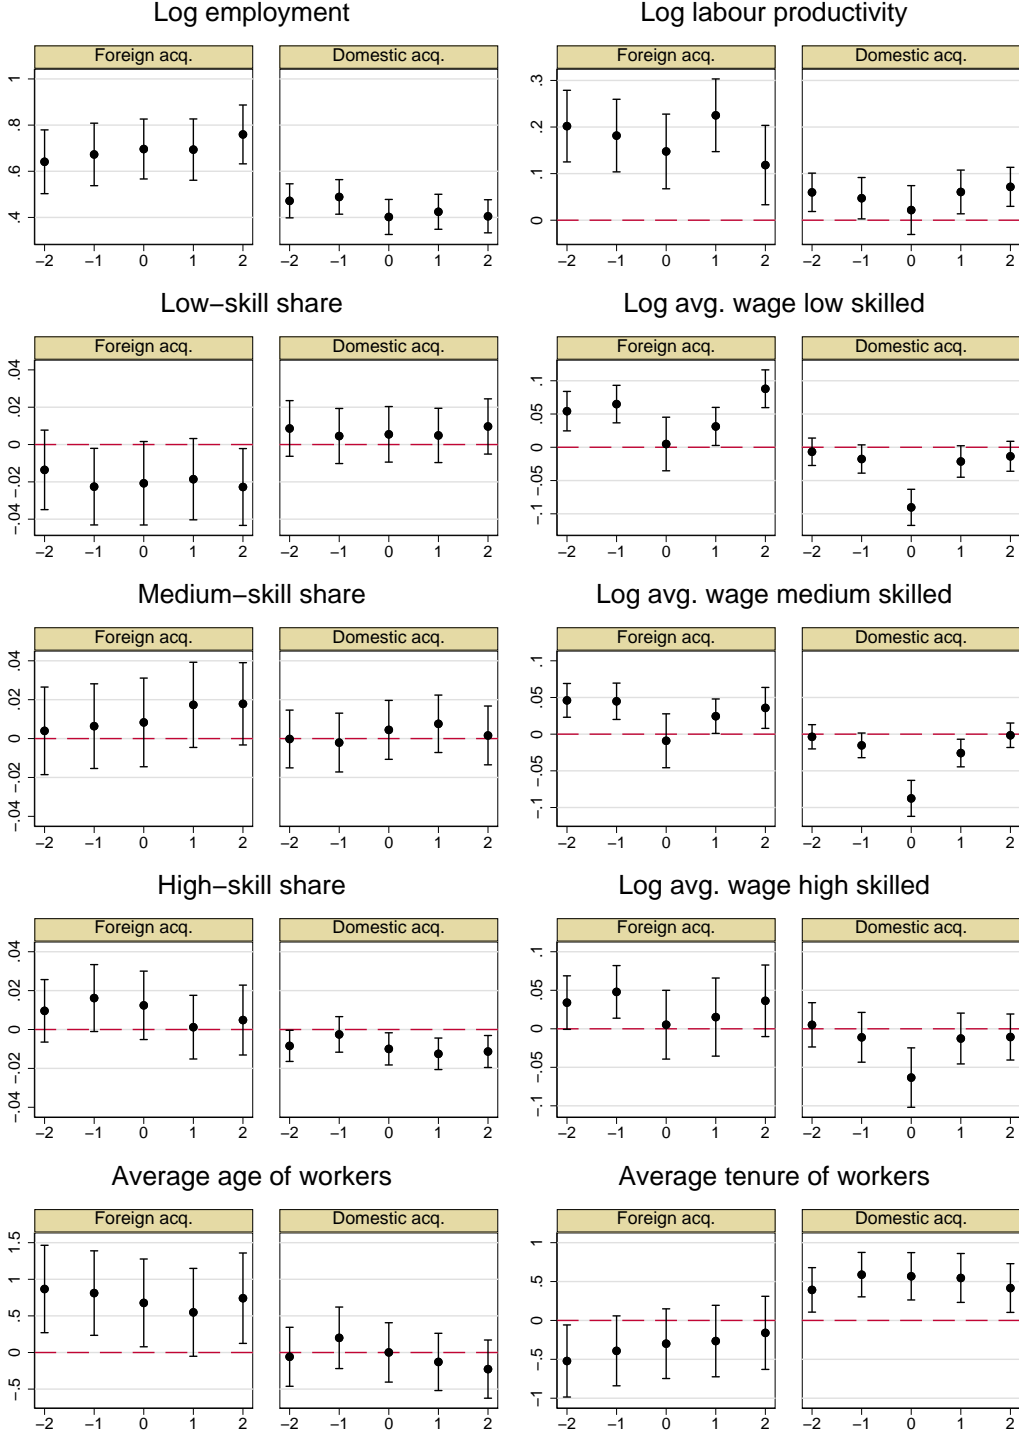 Log employment
Foreign acq. Domestic acq.
1
.8
.6
.4
−2 −1 0 1 2 −2 −1 0 1 2
Log labour productivity
Foreign acq. Domestic acq.
.3
.2
.1
0
−2 −1 0 1 2 −2 −1 0 1 2
Low−skill share
Foreign acq. Domestic acq.
.04
.02
0
−.02
−.04
−2 −1 0 1 2 −2 −1 0 1 2
Log avg. wage low skilled
Foreign acq. Domestic acq.
.1
.05
0
−.05
−.1
−2 −1 0 1 2 −2 −1 0 1 2
Medium−skill share
Foreign acq. Domestic acq.
.04
.02
0
−.02
−.04
−2 −1 0 1 2 −2 −1 0 1 2
Log avg. wage medium skilled
Foreign acq. Domestic acq.
.1
.05
0
−.05
−.1
−2 −1 0 1 2 −2 −1 0 1 2
High−skill share
Foreign acq. Domestic acq.
.04
.02
0
−.02
−.04
−2 −1 0 1 2 −2 −1 0 1 2
Log avg. wage high skilled
Foreign acq. Domestic acq.
.1
.05
0
−.05
−.1
−2 −1 0 1 2 −2 −1 0 1 2
Average age of workers
Foreign acq. Domestic acq.
1.5
1
.5
0
−.5
−2 −1 0 1 2 −2 −1 0 1 2
Average tenure of workers
Foreign acq. Domestic acq.
1
.5
0
−.5
−1
−2 −1 0 1 2 −2 −1 0 1 2